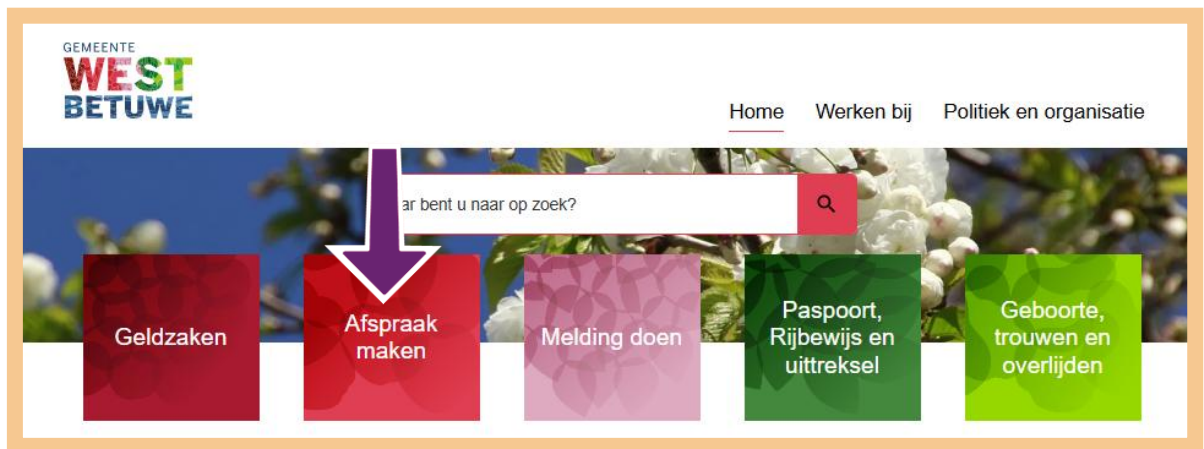 GEMEENTE
WEST
BETUWE
Home Werken bij Politiek en organisatie
bent u naar op zoek?
Geldzaken
Afspraak
maken
Melding doen
Paspoort,
Rijbewijs en
uittreksel
Geboorte,
trouwen en
overlijden